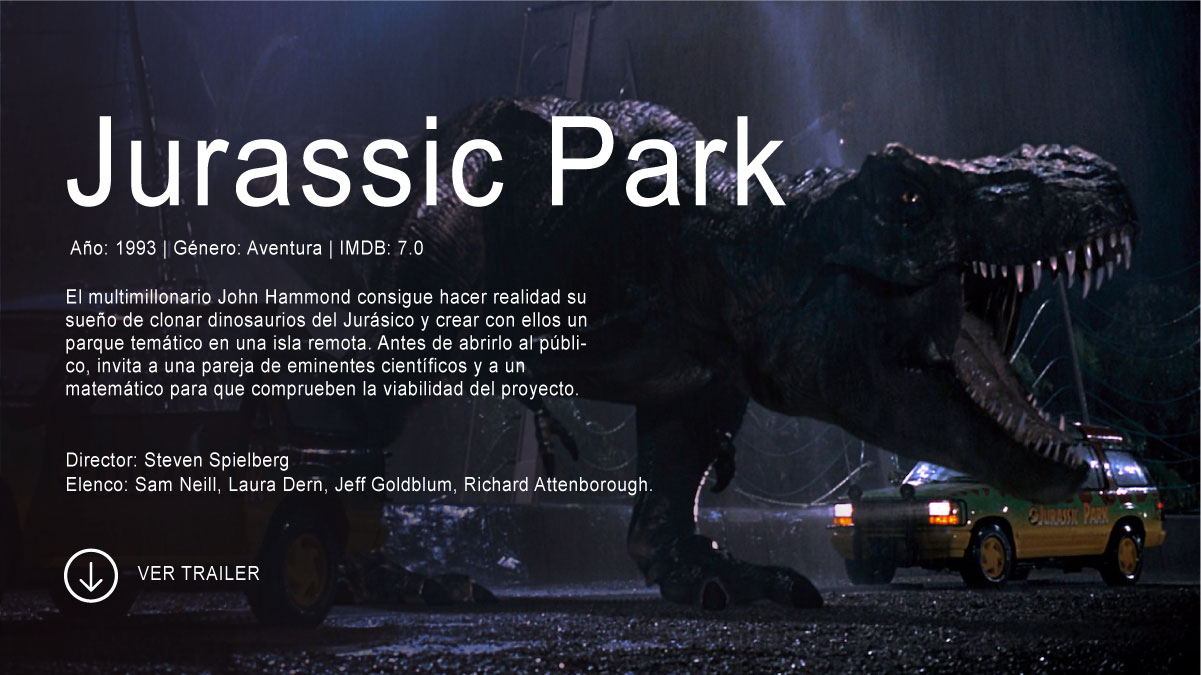 Jurassic Park
Año: 1993 | Género: Aventura | IMDB: 7.0
El multimillonario John Hammond consigue hacer realidad su
sueño de clonar dinosaurios del Jurásico y crear con ellos un
parque temático en una isla remota. Antes de abrirlo al públi-
co, invita a una pareja de eminentes científicos y a un
matemático para que comprueben la viabilidad del proyecto.
Director: Steven Spielberg
Elenco: Sam Neill, Laura Dern, Jeff Goldblum, Richard Attenborough.
JURASSIC PARK
VER TRAILER